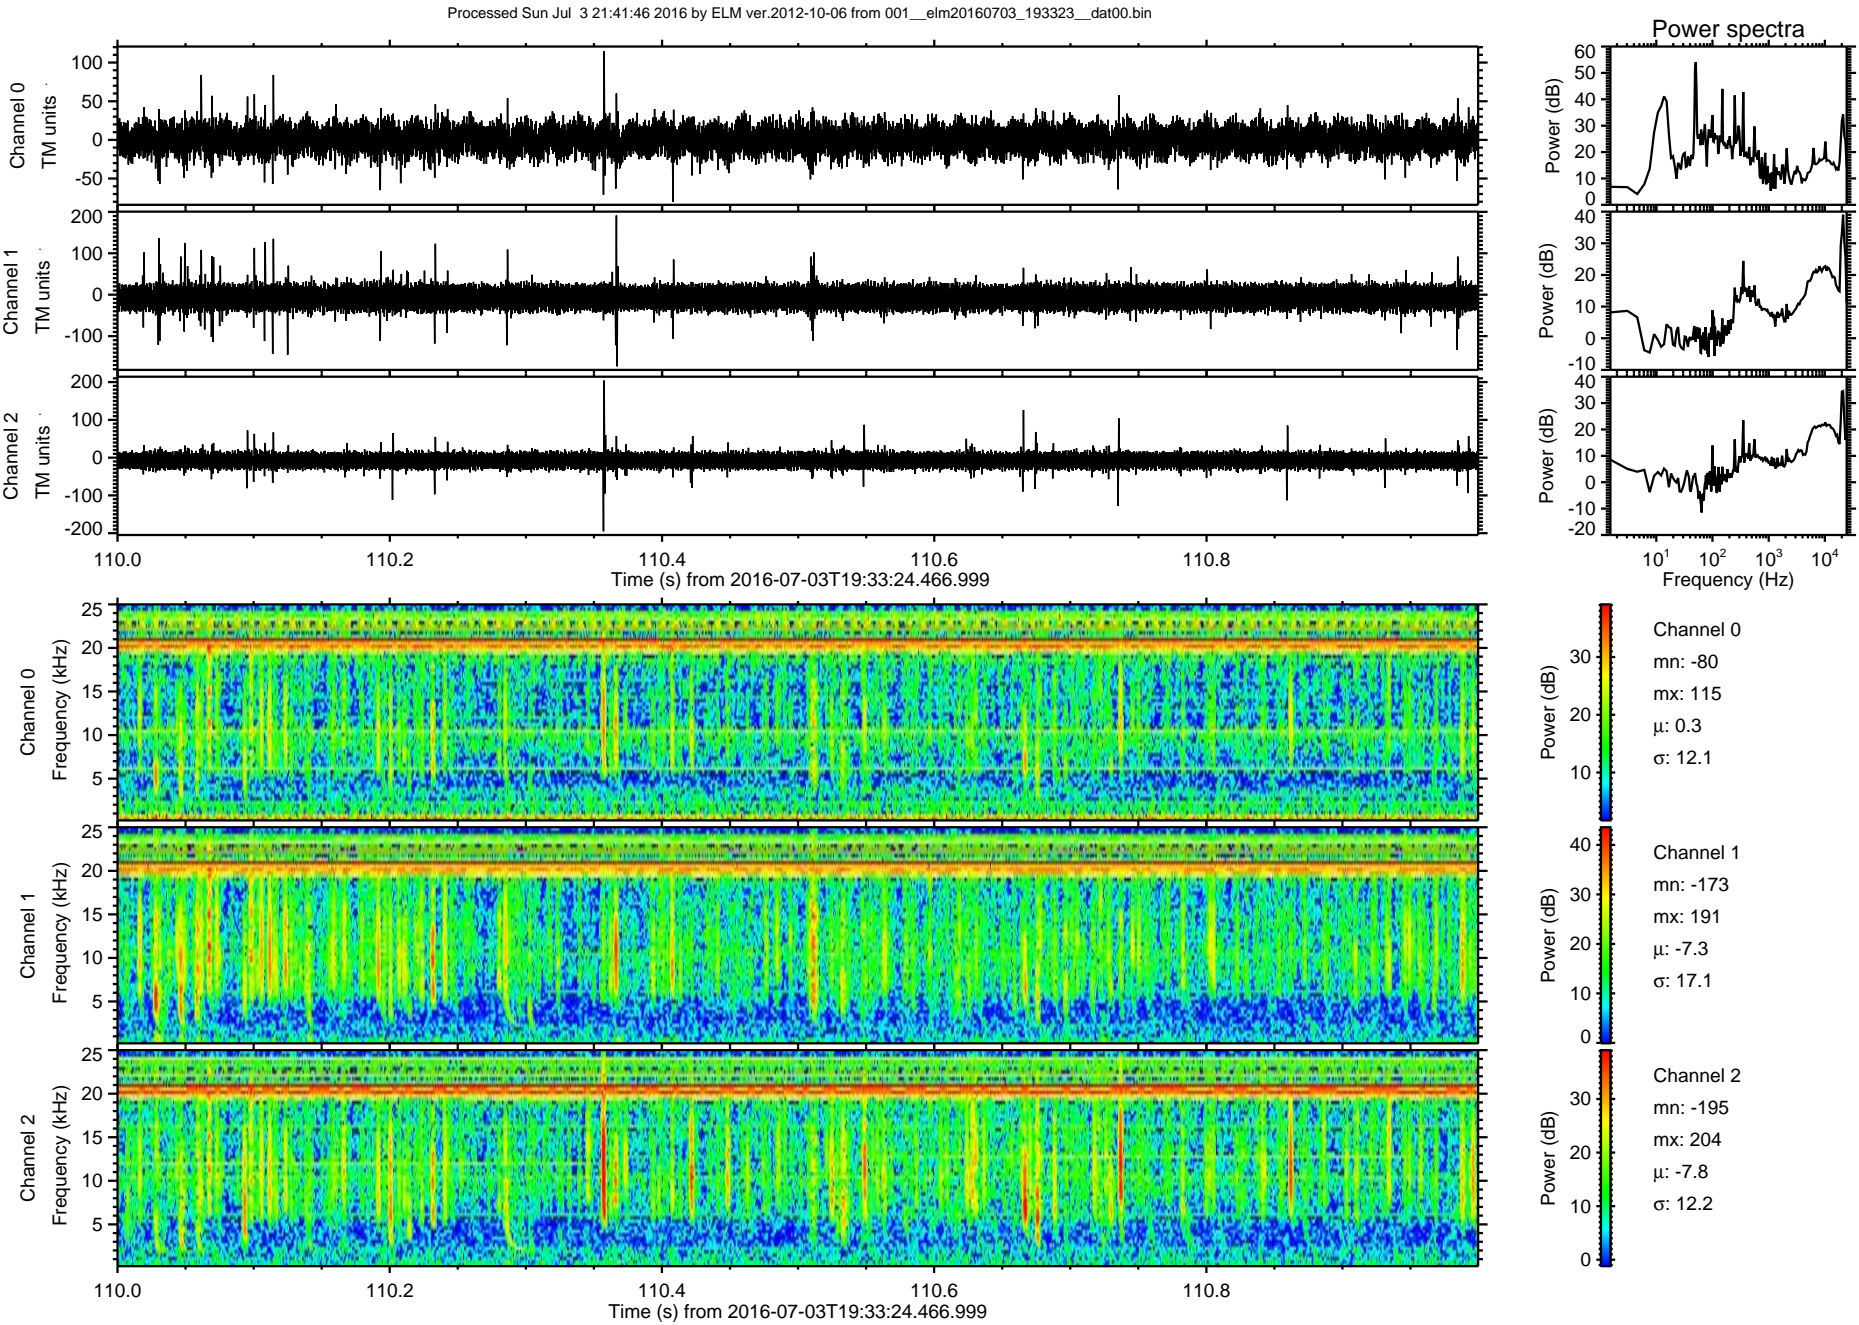 Processed Sun Jul  3 21:41:46 2016 by ELM ver.2012-10-06 from 001__elm20160703_193323__dat00.bin
Power spectra
Channel 0
TM units
100
50
0
-50
Power (dB)
60
50
40
30
20
10
0
Channel 1
TM units
200
100
0
-100
Power (dB)
40
30
20
10
0
-10
Channel 2
TM units
200
100
0
-100
-200
Power (dB)
40
30
20
10
0
-10
-20
110.0 110.2 110.4 110.6 110.8
Time (s) from 2016-07-03T19:33:24.466.999
10^1 10^2 10^3 10^4
Frequency (Hz)
Channel 0
Frequency (kHz)
25
20
15
10
5
Power (dB)
30
20
10
Channel 0
mn: -80
mx: 115
μ: 0.3
σ: 12.1
Channel 1
Frequency (kHz)
25
20
15
10
5
Power (dB)
40
30
20
10
0
Channel 1
mn: -173
mx: 191
μ: -7.3
σ: 17.1
Channel 2
Frequency (kHz)
25
20
15
10
5
Power (dB)
30
20
10
0
Channel 2
mn: -195
mx: 204
μ: -7.8
σ: 12.2
110.0 110.2 110.4 110.6 110.8
Time (s) from 2016-07-03T19:33:24.466.999